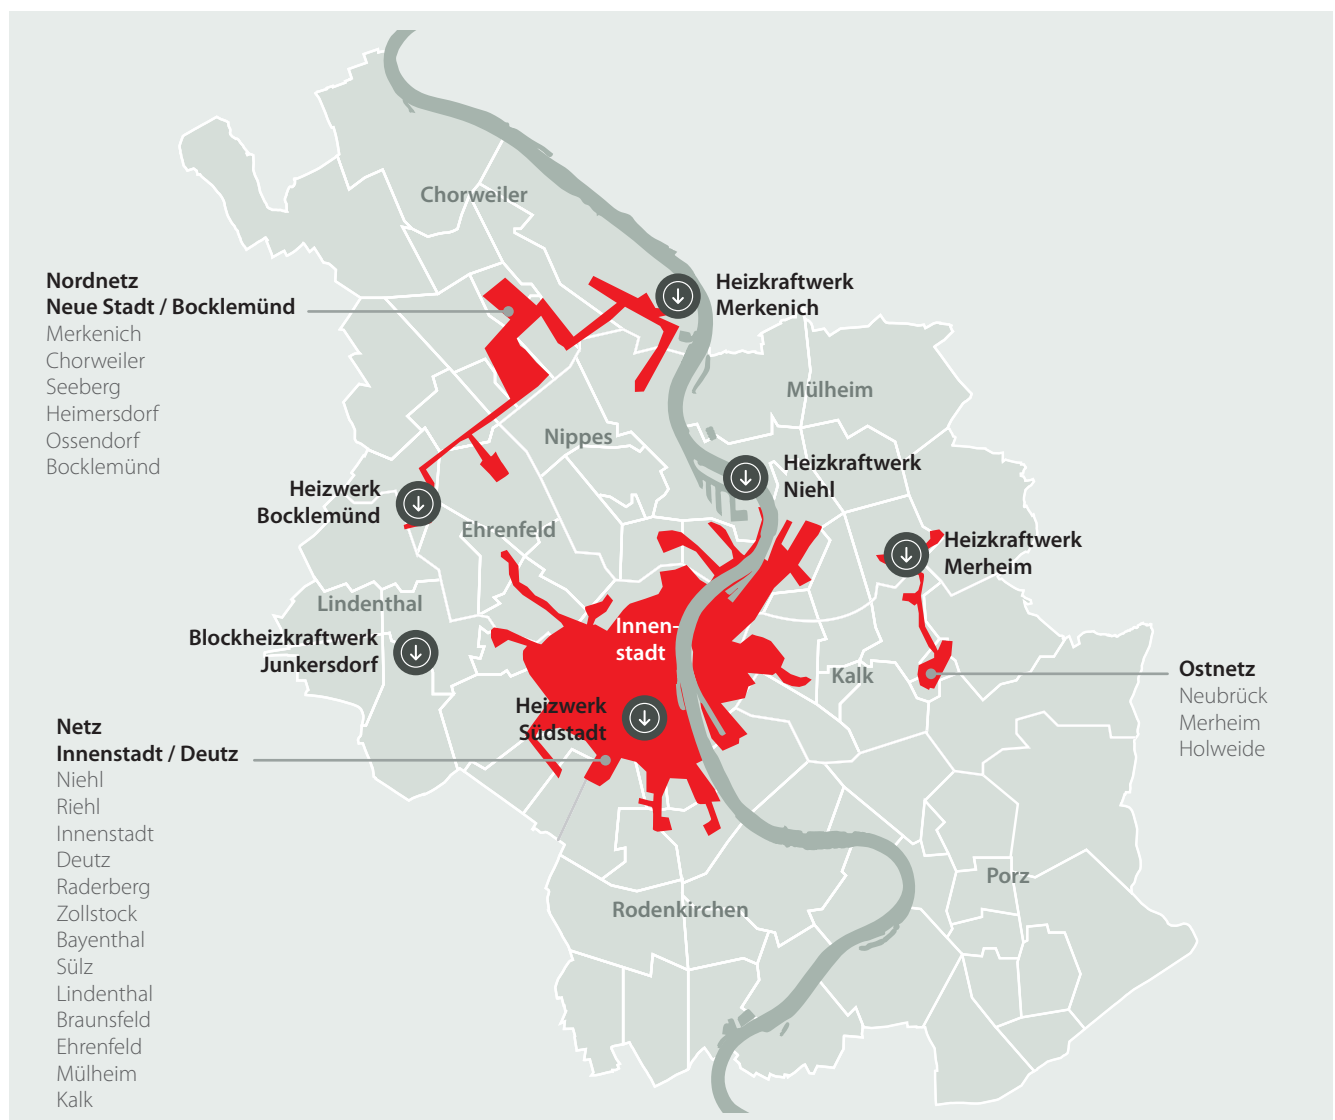 Chorweiler
Nordnetz
Neue Stadt / Bocklemünd
Merkenich
Chorweiler
Seeberg
Heimersdorf
Ossendorf
Bocklemünd
Heizkraftwerk
Merkenich
Mülheim
Nippes
Heizkraftwerk
Niehl
Heizwerk
Bocklemünd
Ehrenfeld
Heizkraftwerk
Merheim
Lindenthal
Blockheizkraftwerk
Junkersdorf
Innen-
stadt
Kalk
Ostnetz
Neubrück
Merheim
Holweide
Heizwerk
Südstadt
Netz
Innenstadt / Deutz
Niehl
Riehl
Innenstadt
Deutz
Raderberg
Zollstock
Bayenthal
Sülz
Lindenthal
Braunsfeld
Ehrenfeld
Mülheim
Kalk
Porz
Rodenkirchen